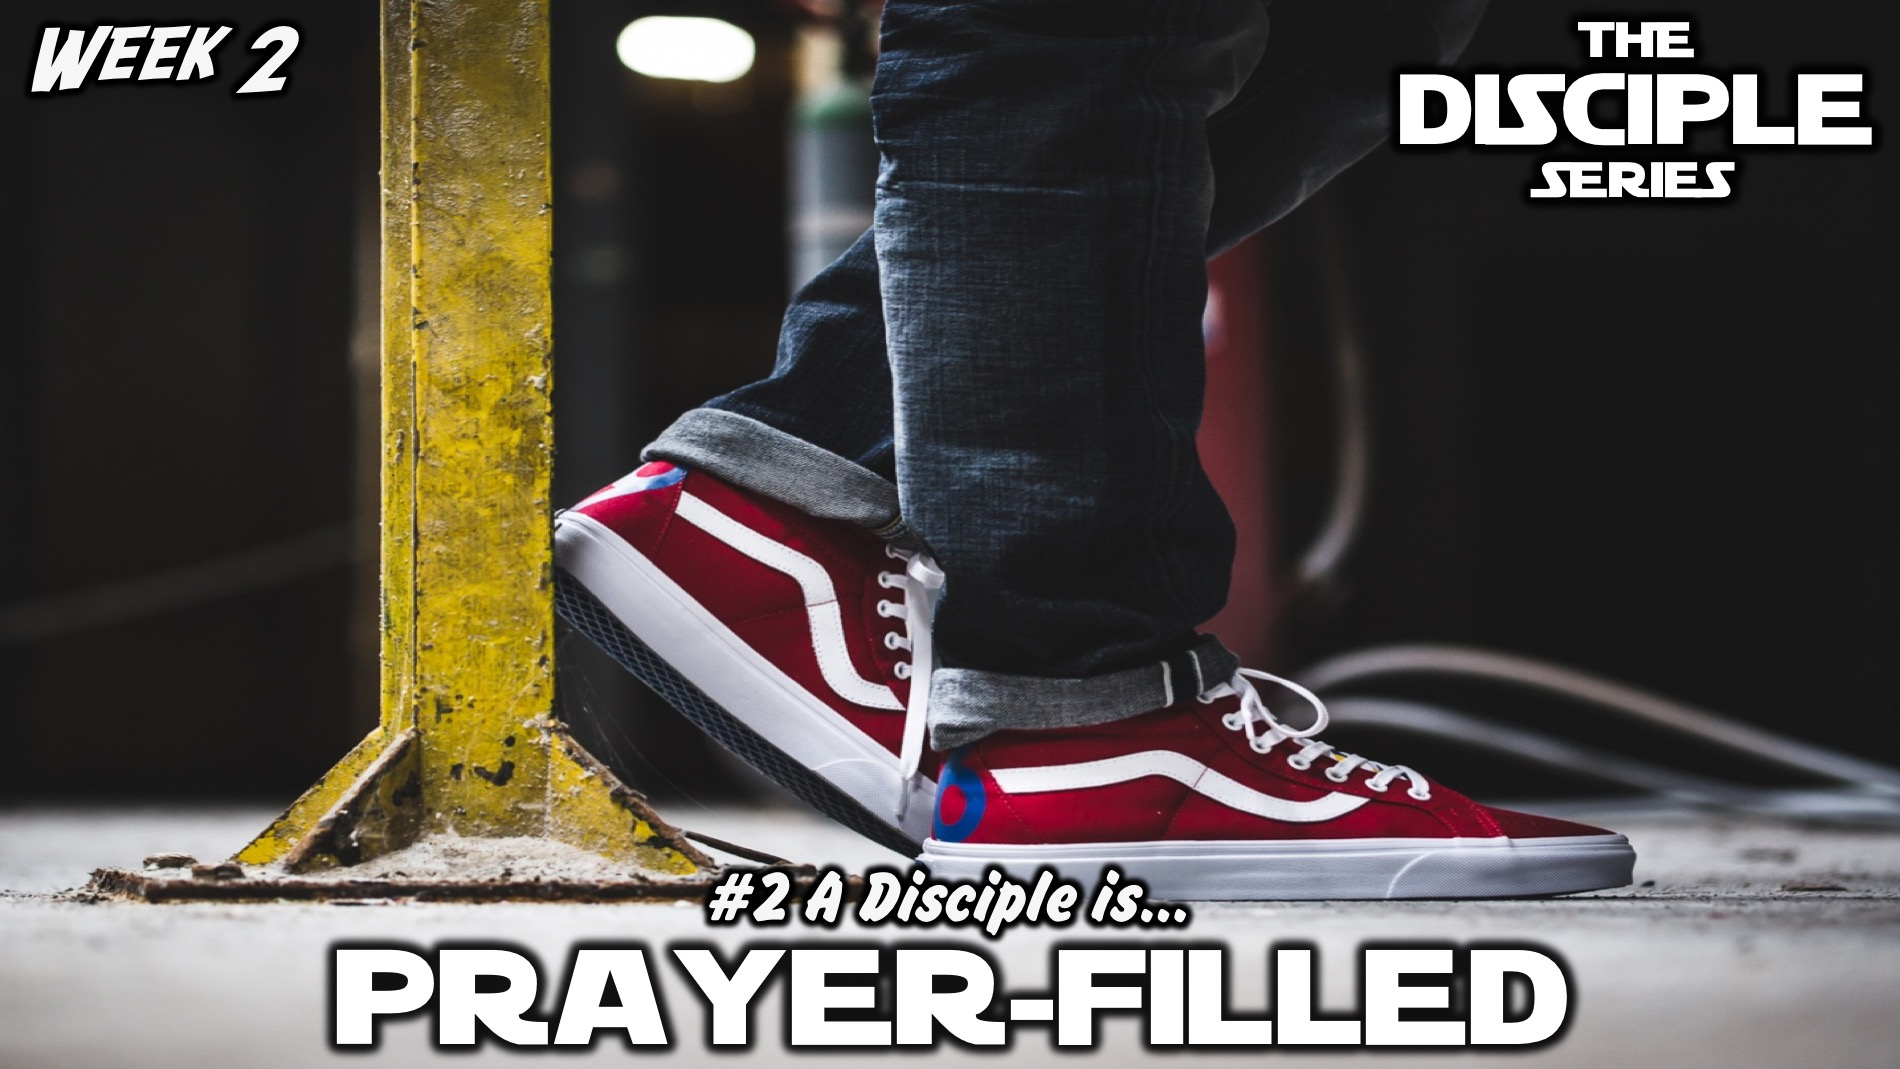 WEEK 2
THE
DISCIPLE
SERIES
#2 A Disciple is...
PRAYER-FILLED